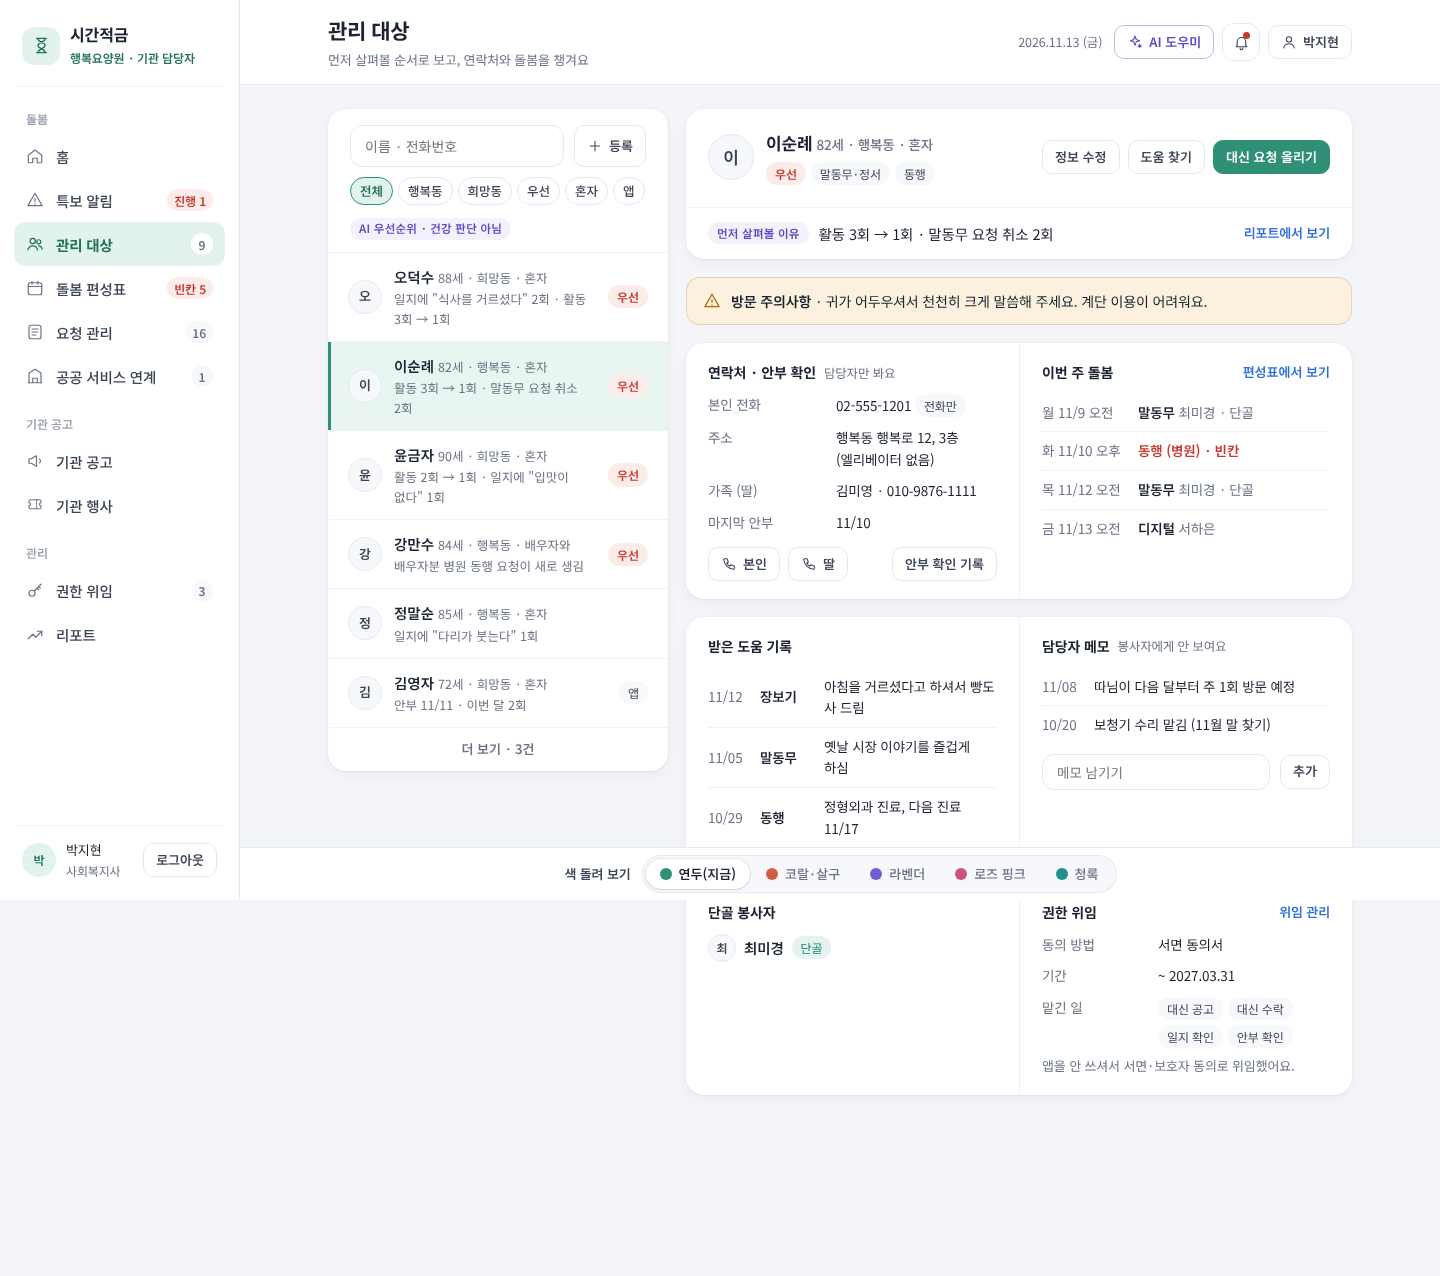 시간적금
행복요양원 · 기관 담당자
돌봄
홈
특보 알림 진행 1
관리 대상 9
돌봄 편성표 빈칸 5
요청 관리 16
공공 서비스 연계 1
기관 공고
기관 공고
기관 행사
관리
권한 위임 3
리포트
박 박지현
사회복지사
로그아웃
관리 대상
먼저 살펴볼 순서로 보고, 연락처와 돌봄을 챙겨요
2026.11.13 (금) AI 도우미 박지현
이름 · 전화번호 등록
전체 행복동 희망동 우선 혼자 앱
AI 우선순위 · 건강 판단 아님
오 오덕수 88세 · 희망동 · 혼자
일지에 "식사를 거르셨다" 2회 · 활동
3회 → 1회
우선
이 이순례 82세 · 행복동 · 혼자
활동 3회 → 1회 · 말동무 요청 취소
2회
우선
윤 윤금자 90세 · 희망동 · 혼자
활동 2회 → 1회 · 일지에 "입맛이
없다" 1회
우선
강 강만수 84세 · 행복동 · 배우자와
배우자분 병원 동행 요청이 새로 생김
우선
정 정말순 85세 · 행복동 · 혼자
일지에 "다리가 붓는다" 1회
김 김영자 72세 · 희망동 · 혼자
안부 11/11 · 이번 달 2회
앱
더 보기 · 3건
이 이순례 82세 · 행복동 · 혼자
우선 말동무·정서 동행
정보 수정 도움 찾기 대신 요청 올리기
먼저 살펴볼 이유 활동 3회 → 1회 · 말동무 요청 취소 2회 리포트에서 보기
방문 주의사항 · 귀가 어두우셔서 천천히 크게 말씀해 주세요. 계단 이용이 어려워요.
연락처 · 안부 확인 담당자만 봐요
본인 전화 02-555-1201 전화만
주소 행복동 행복로 12, 3층
(엘리베이터 없음)
가족 (딸) 김미영 · 010-9876-1111
마지막 안부 11/10
본인 딸 안부 확인 기록
이번 주 돌봄 편성표에서 보기
월 11/9 오전 말동무 최미경 · 단골
화 11/10 오후 동행 (병원) · 빈칸
목 11/12 오전 말동무 최미경 · 단골
금 11/13 오전 디지털 서하은
받은 도움 기록
11/12 장보기 아침을 거르셨다고 하셔서 빵도
사 드림
11/05 말동무 옛날 시장 이야기를 즐겁게
하심
10/29 동행 정형외과 진료, 다음 진료
11/17
담당자 메모 봉사자에게 안 보여요
11/08 따님이 다음 달부터 주 1회 방문 예정
10/20 보청기 수리 맡김 (11월 말 찾기)
메모 남기기 추가
색 돌려 보기 연두(지금) 코랄·살구 라벤더 로즈 핑크 청록
단골 봉사자
최 최미경 단골
권한 위임 위임 관리
동의 방법 서면 동의서
기간 ~ 2027.03.31
맡긴 일 대신 공고 대신 수락
일지 확인 안부 확인
앱을 안 쓰셔서 서면·보호자 동의로 위임했어요.